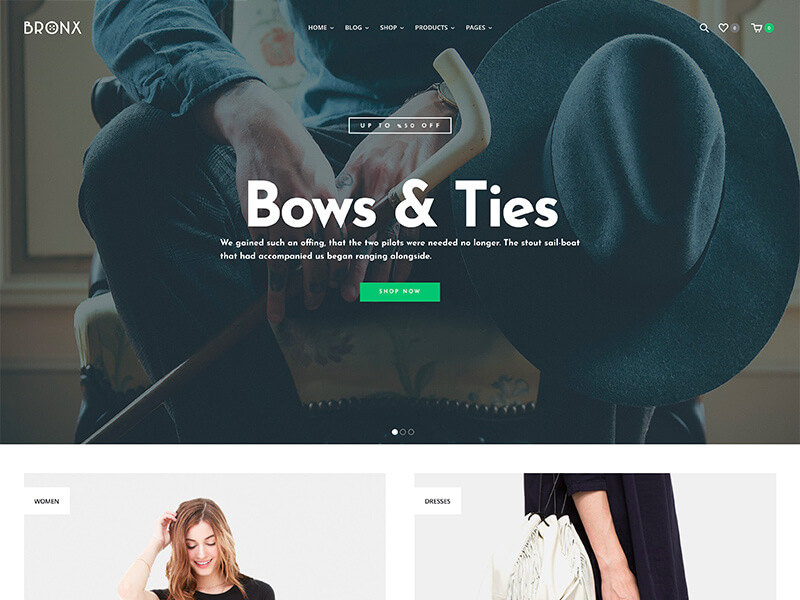 BRONX
HOME
BLOG
SHOP
PRODUCTS
PAGES
0
0
UP TO %50 OFF
Bows & Ties
We gained such an offing, that the two pilots were needed no longer. The stout sail-boat
that had accompanied us began ranging alongside.
SHOP NOW
WOMEN
DRESSES